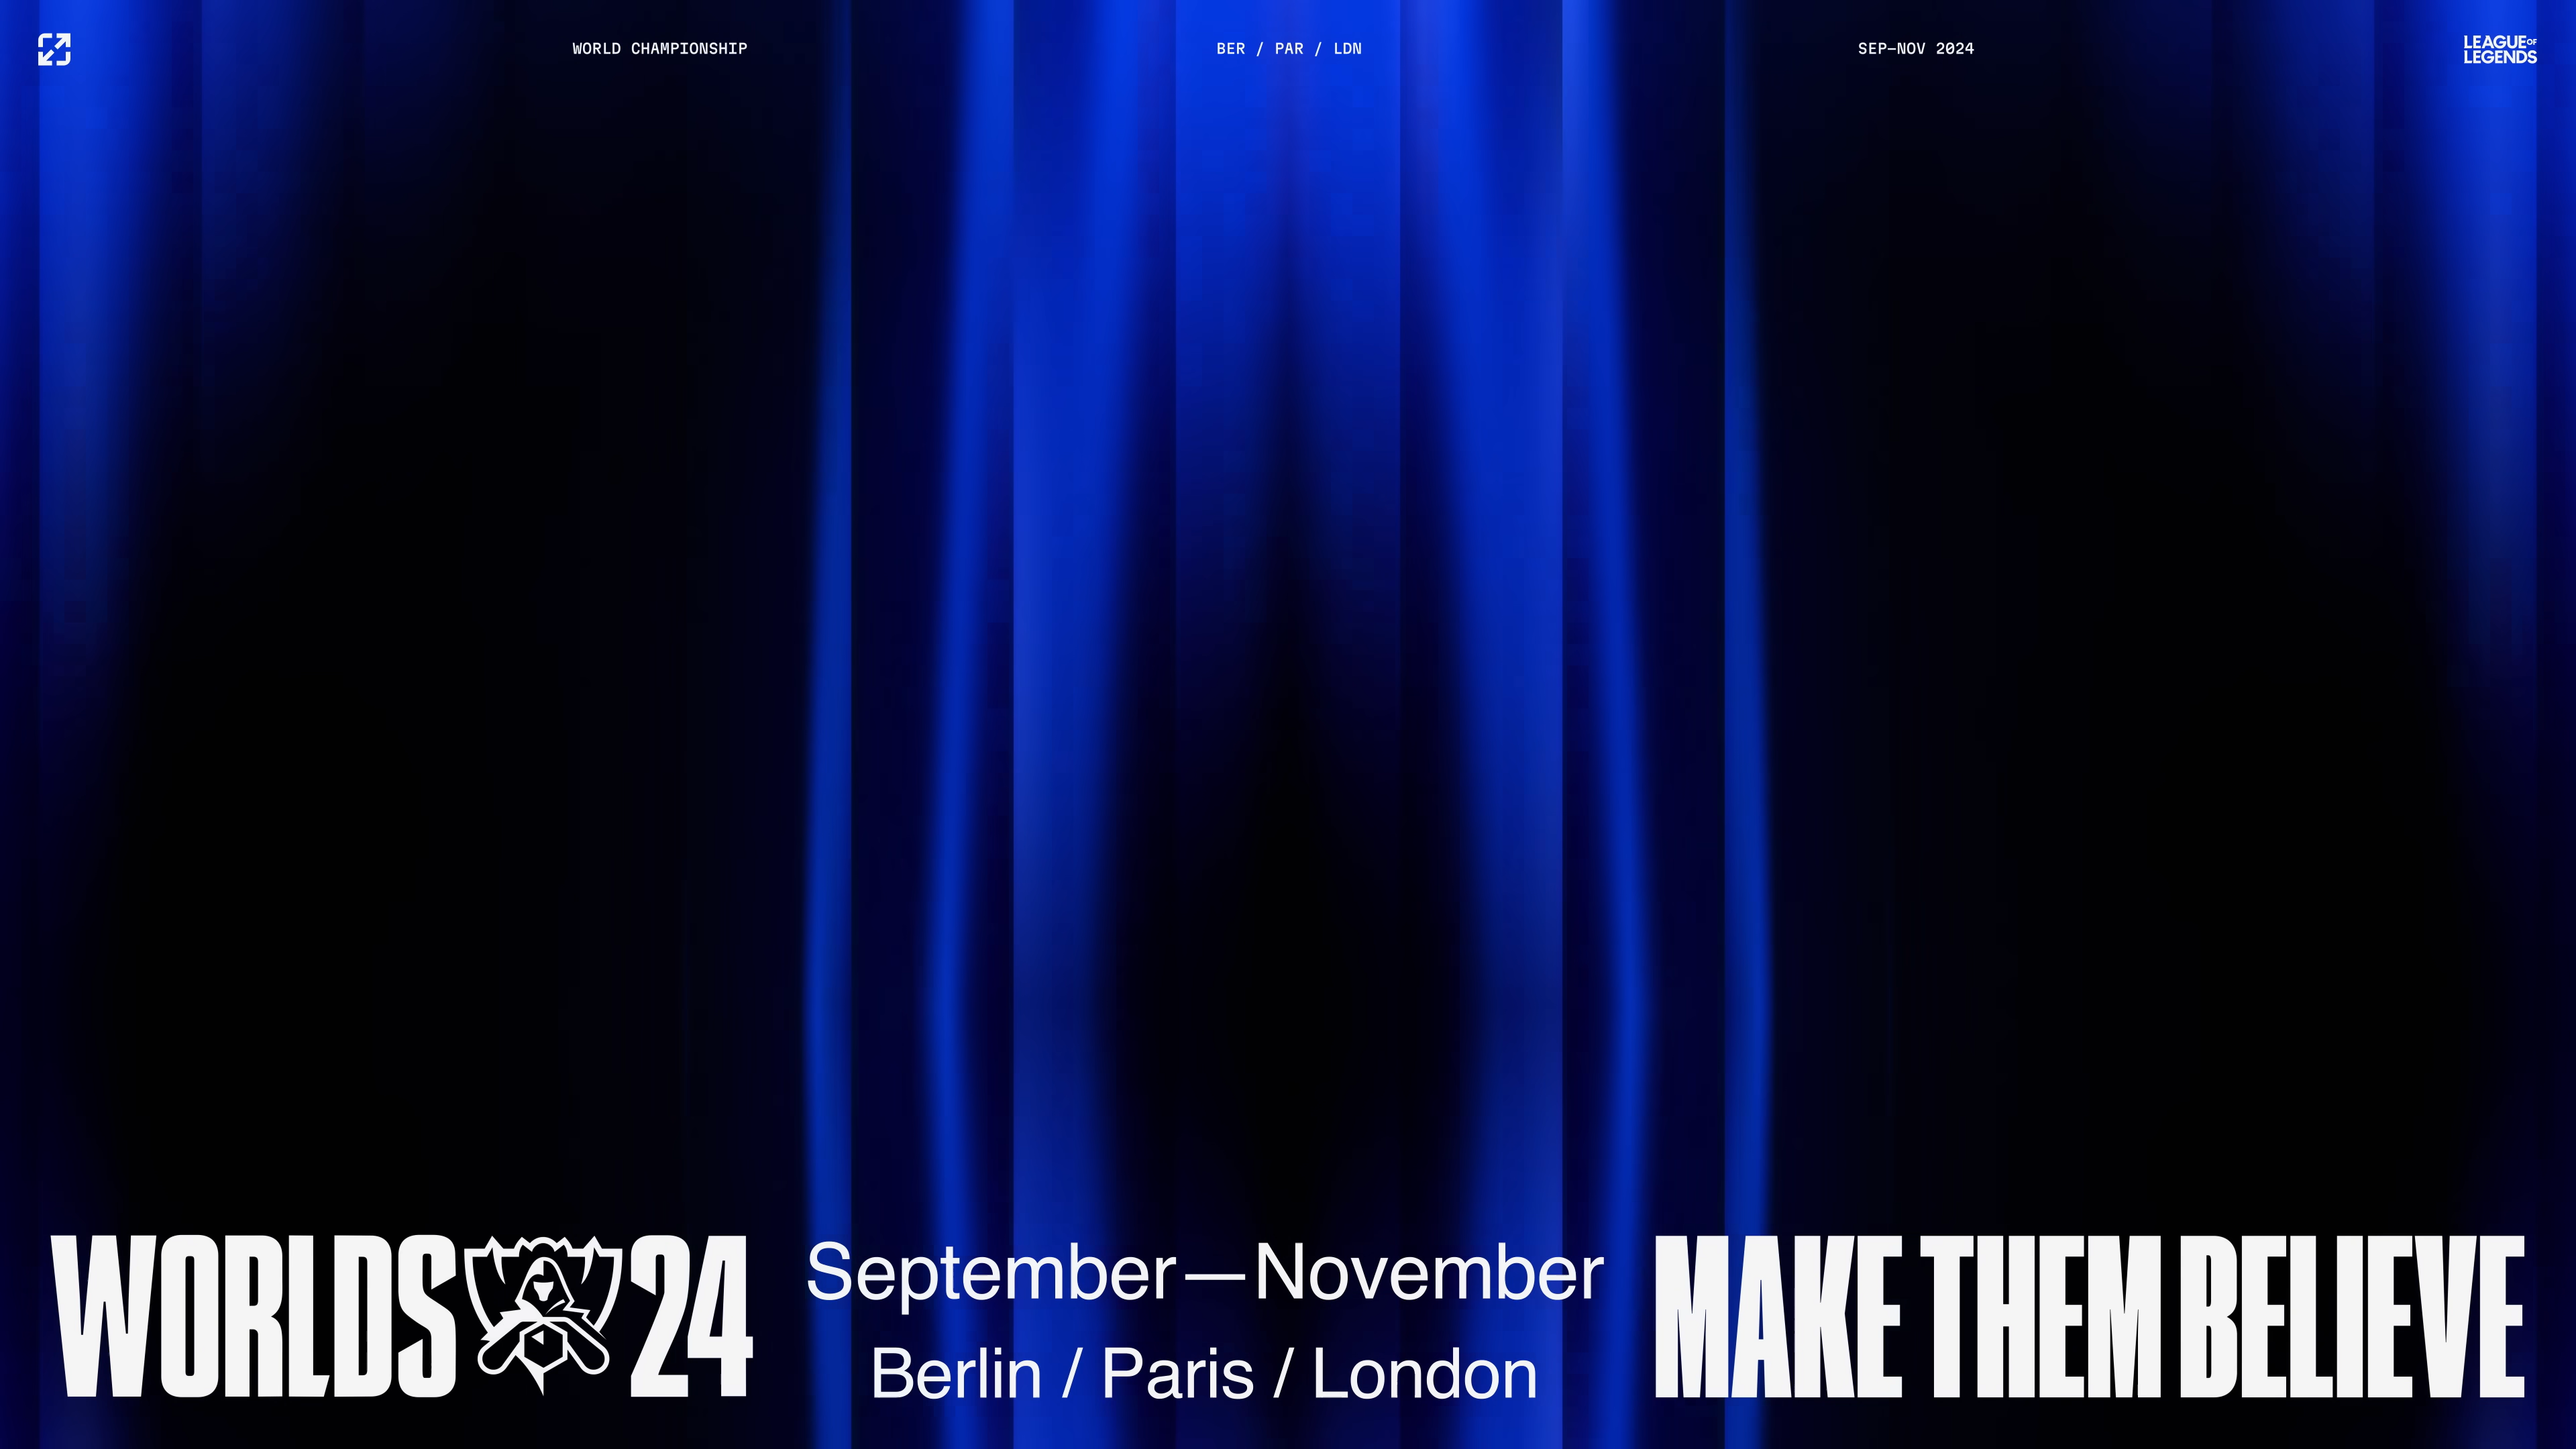 WORLD CHAMPIONSHIP
BER / PAR / LDN
SEP–NOV 2024
LEAGUE OF
LEGENDS
WORLDS 24
September—November
Berlin / Paris / London
MAKE THEM BELIEVE